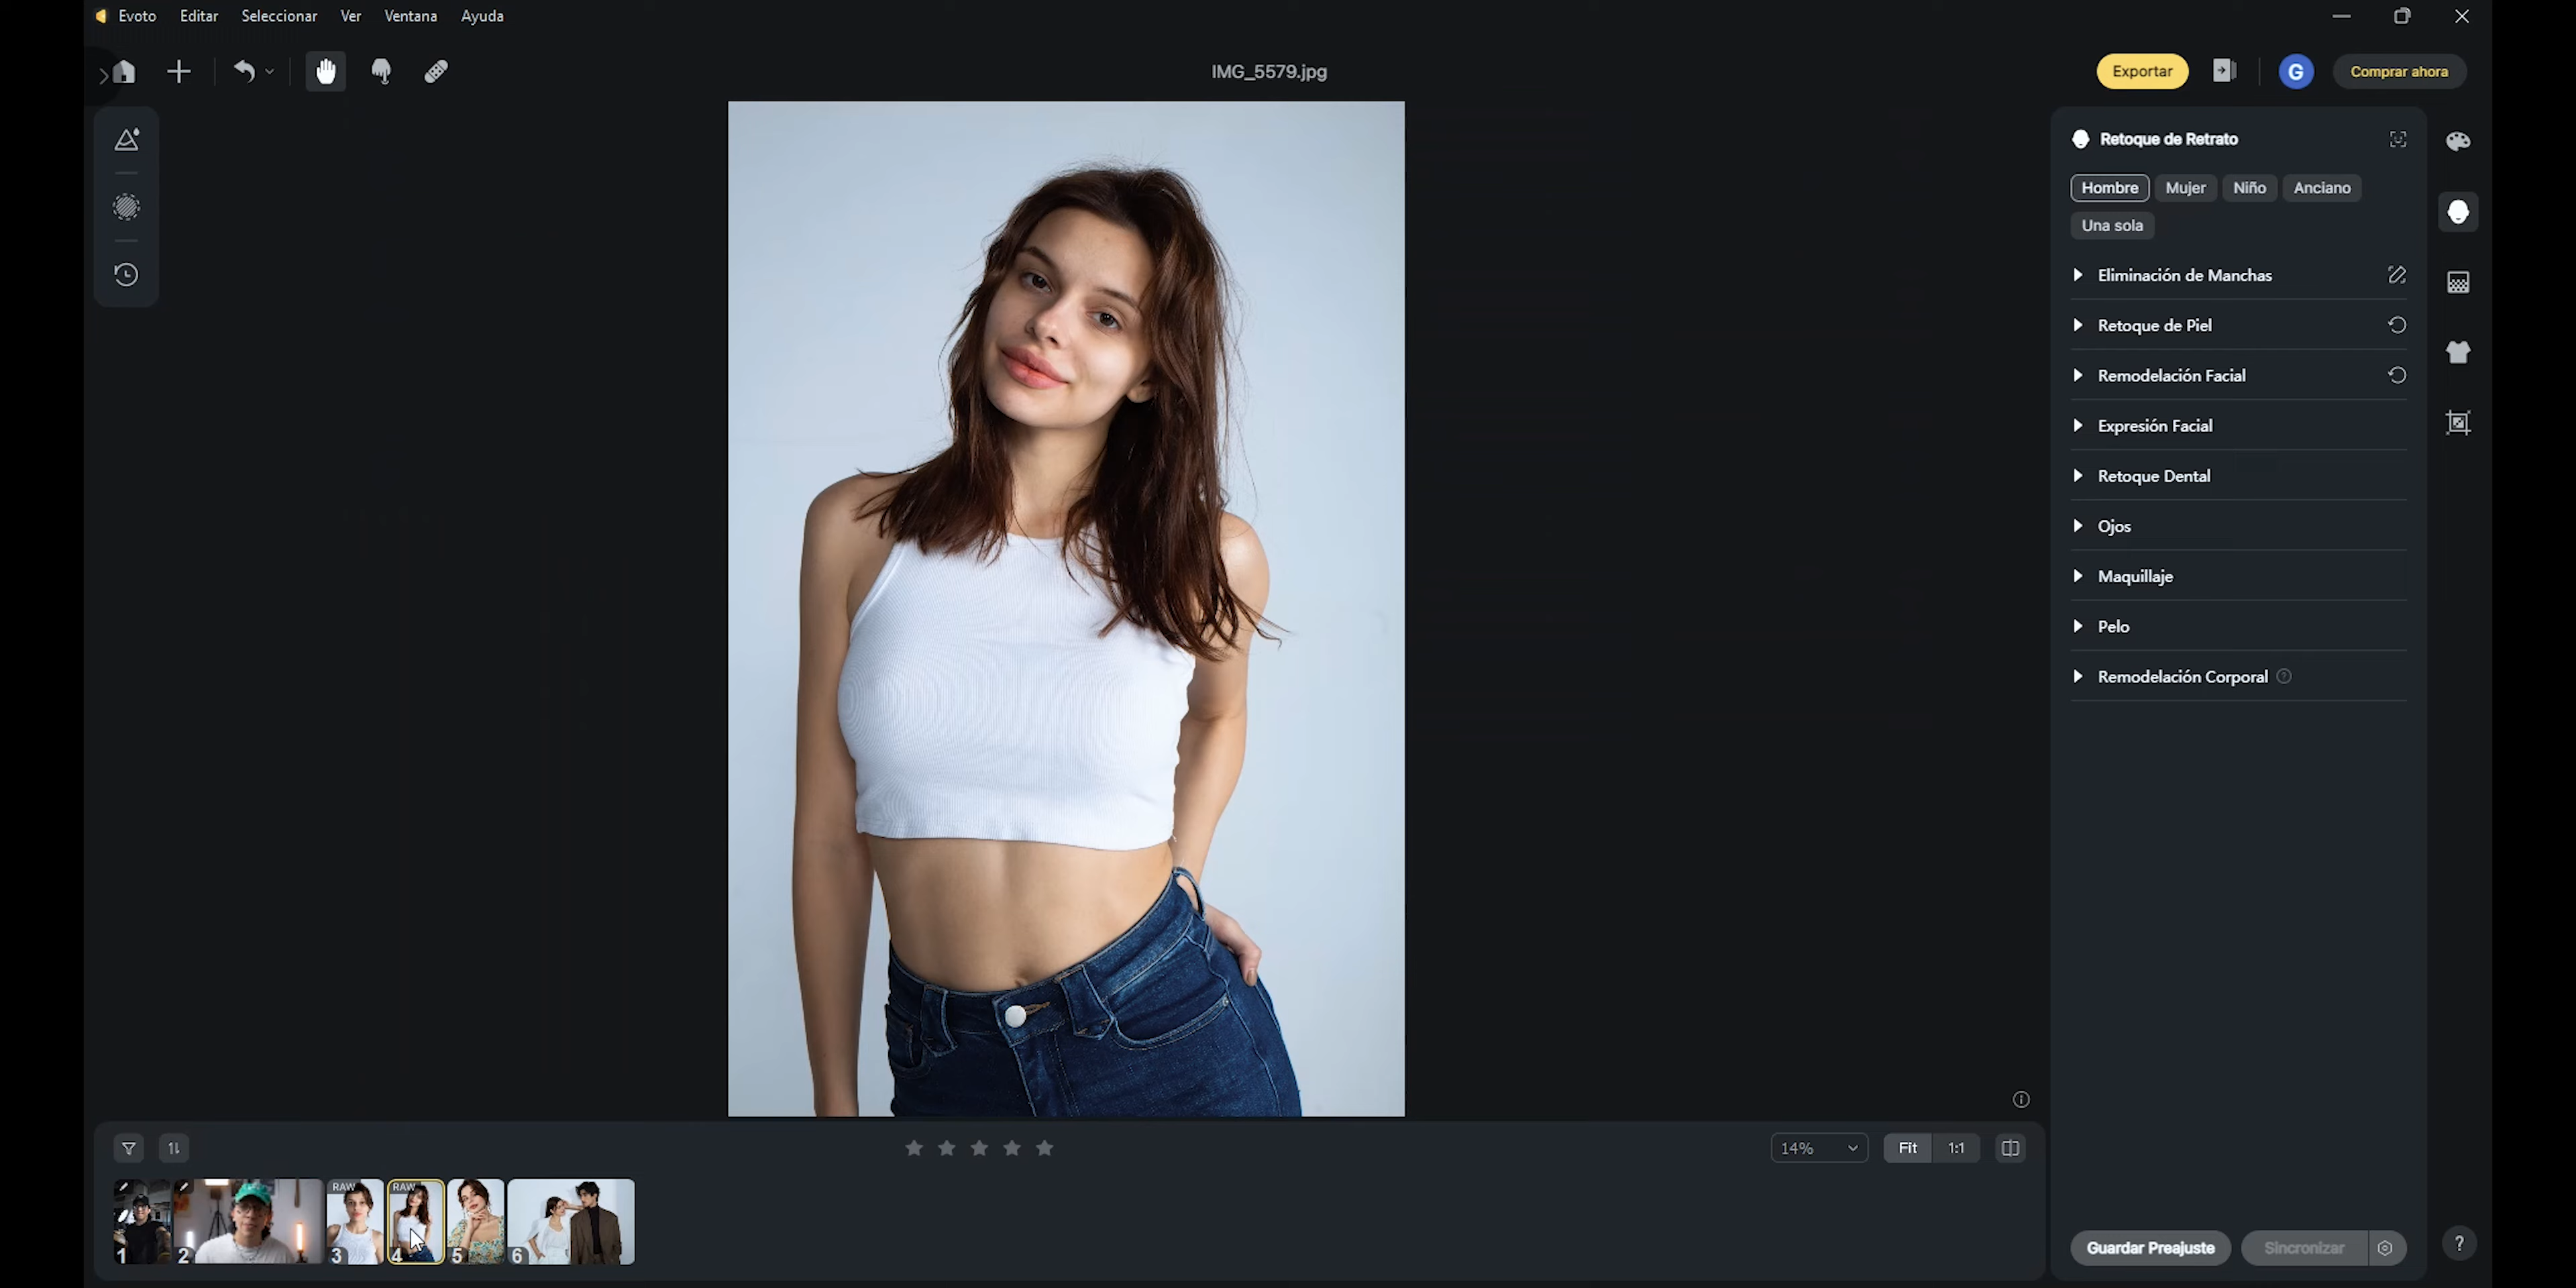 Evoto Editar Seleccionar Ver Ventana Ayuda
IMG_5579.jpg
Exportar
G
Comprar ahora
Retoque de Retrato
Hombre Mujer Niño Anciano
Una sola
Eliminación de Manchas
Retoque de Piel
Remodelación Facial
Expresión Facial
Retoque Dental
Ojos
Maquillaje
Pelo
Remodelación Corporal ?
14% Fit 1:1
RAW RAW
1 2 3 4 5 6
Guardar Preajuste Sincronizar ?